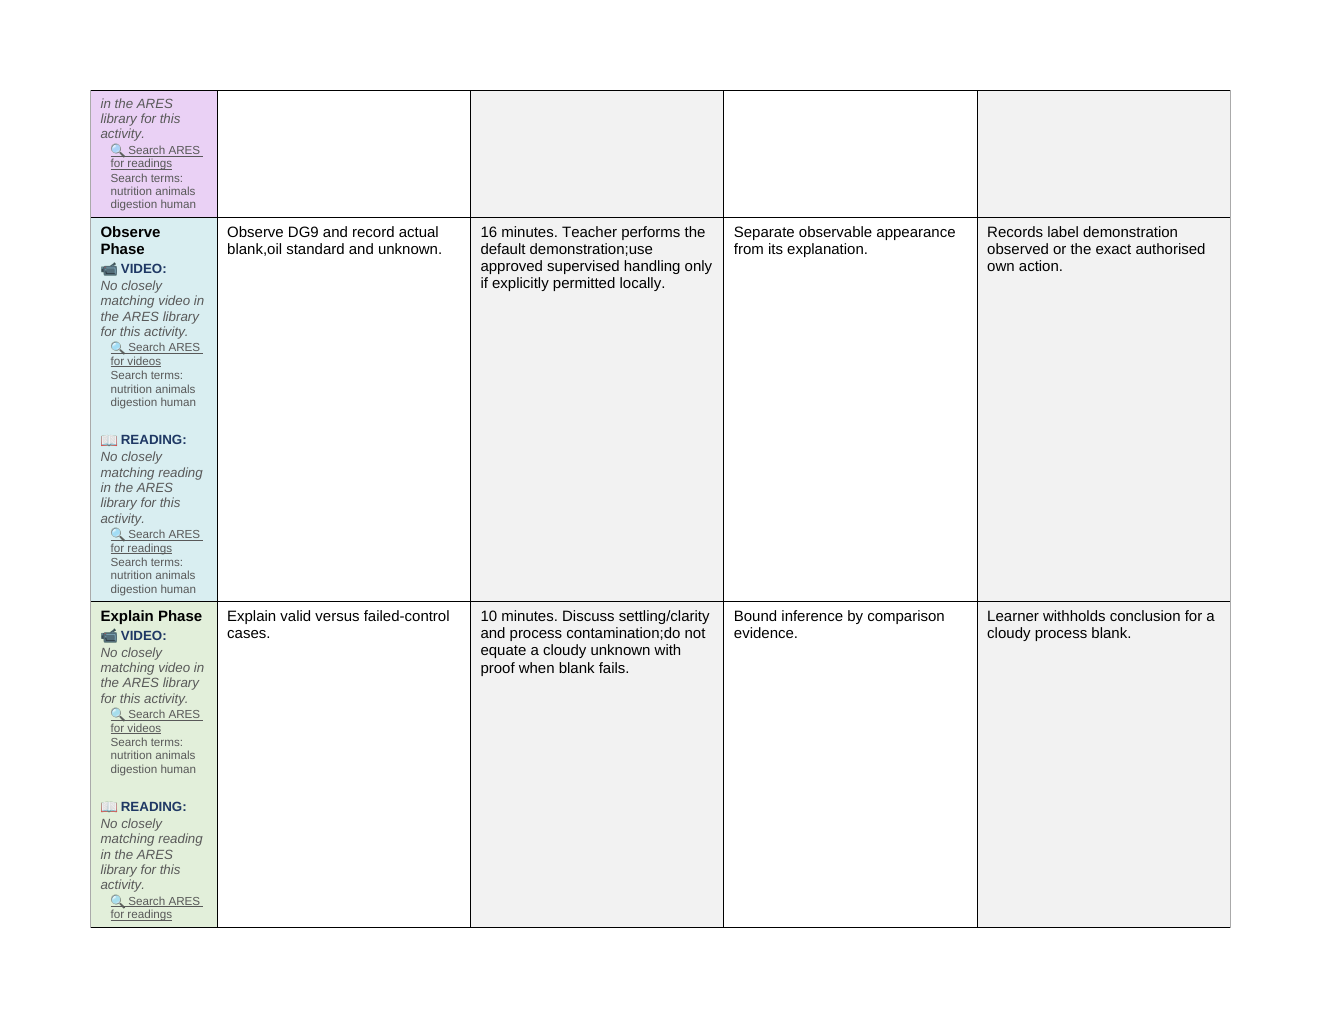 in the ARES
library for this
activity.
🔍 Search ARES
for readings
Search terms:
nutrition animals
digestion human
Observe
Phase
📹 VIDEO:
No closely
matching video in
the ARES library
for this activity.
🔍 Search ARES
for videos
Search terms:
nutrition animals
digestion human
📖 READING:
No closely
matching reading
in the ARES
library for this
activity.
🔍 Search ARES
for readings
Search terms:
nutrition animals
digestion human
Observe DG9 and record actual
blank,oil standard and unknown.
16 minutes. Teacher performs the
default demonstration;use
approved supervised handling only
if explicitly permitted locally.
Separate observable appearance
from its explanation.
Records label demonstration
observed or the exact authorised
own action.
Explain Phase
📹 VIDEO:
No closely
matching video in
the ARES library
for this activity.
🔍 Search ARES
for videos
Search terms:
nutrition animals
digestion human
📖 READING:
No closely
matching reading
in the ARES
library for this
activity.
🔍 Search ARES
for readings
Explain valid versus failed-control
cases.
10 minutes. Discuss settling/clarity
and process contamination;do not
equate a cloudy unknown with
proof when blank fails.
Bound inference by comparison
evidence.
Learner withholds conclusion for a
cloudy process blank.